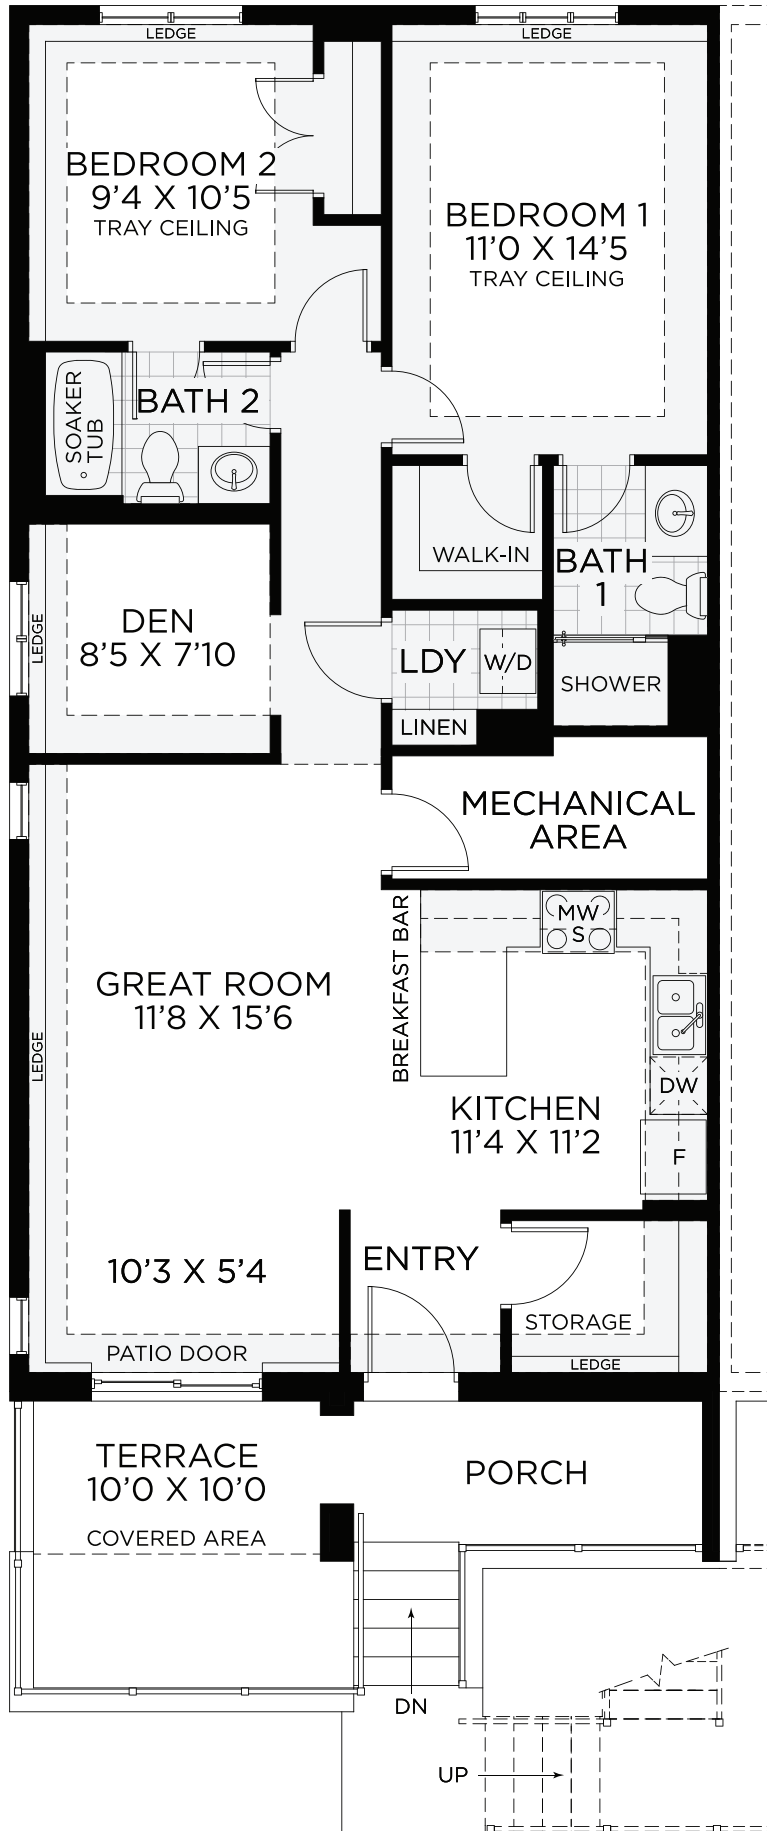 LEDGE
LEDGE
BEDROOM 2
9'4 X 10'5
TRAY CEILING
BEDROOM 1
11'0 X 14'5
TRAY CEILING
SOAKER
TUB
BATH 2
WALK-IN
BATH
1
LEDGE
DEN
8'5 X 7'10
LDY
W/D
SHOWER
LINEN
MECHANICAL
AREA
BREAKFAST BAR
MW
S
GREAT ROOM
11'8 X 15'6
LEDGE
DW
KITCHEN
11'4 X 11'2
F
10'3 X 5'4
ENTRY
STORAGE
PATIO DOOR
LEDGE
TERRACE
10'0 X 10'0
COVERED AREA
PORCH
DN
UP